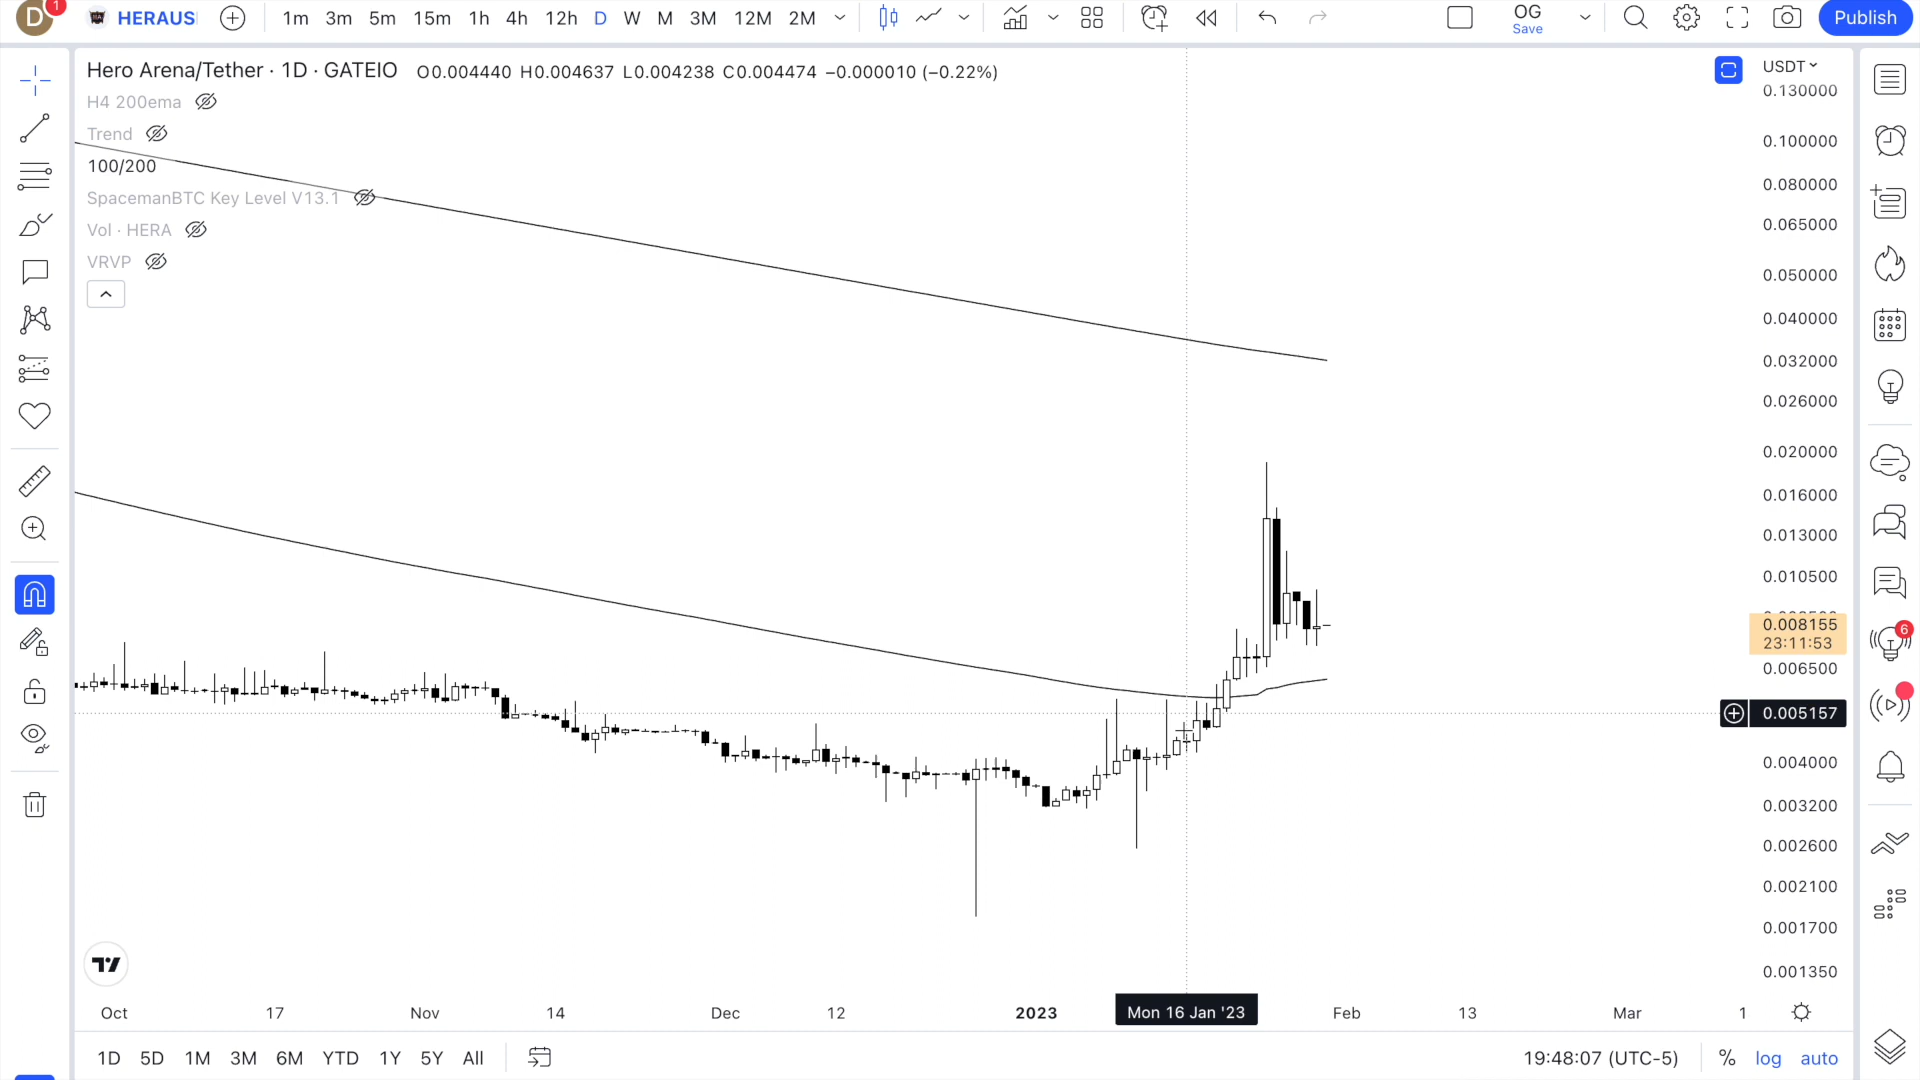 D 1 HERAUS 1m 3m 5m 15m 1h 4h 12h D W M 3M 12M 2M OG Save Publish
Hero Arena/Tether · 1D · GATEIO O0.004440 H0.004637 L0.004238 C0.004474 −0.000010 (−0.22%)
H4 200ema
Trend
100/200
SpacemanBTC Key Level V13.1
Vol · HERA
VRVP
USDT
0.130000
0.100000
0.080000
0.065000
0.050000
0.040000
0.032000
0.026000
0.020000
0.016000
0.013000
0.010500
0.008155
23:11:53
0.006500
0.005157
0.004000
0.003200
0.002600
0.002100
0.001700
0.001350
6
Oct 17 Nov 14 Dec 12 2023 Mon 16 Jan '23 Feb 13 Mar 1
1D 5D 1M 3M 6M YTD 1Y 5Y All 19:48:07 (UTC-5) % log auto